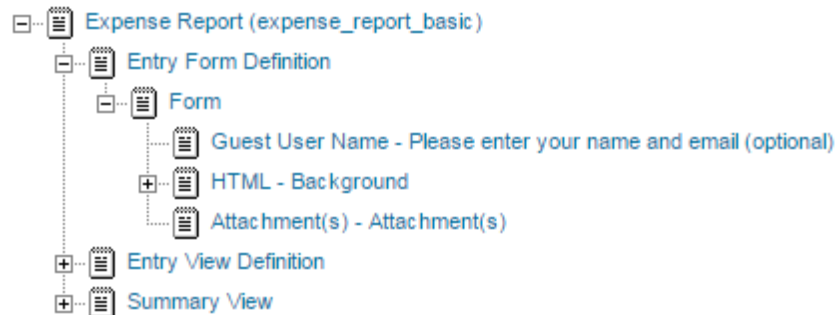 Expense Report (expense_report_basic)
Entry Form Definition
Form
Guest User Name - Please enter your name and email (optional)
HTML - Background
Attachment(s) - Attachment(s)
Entry View Definition
Summary View